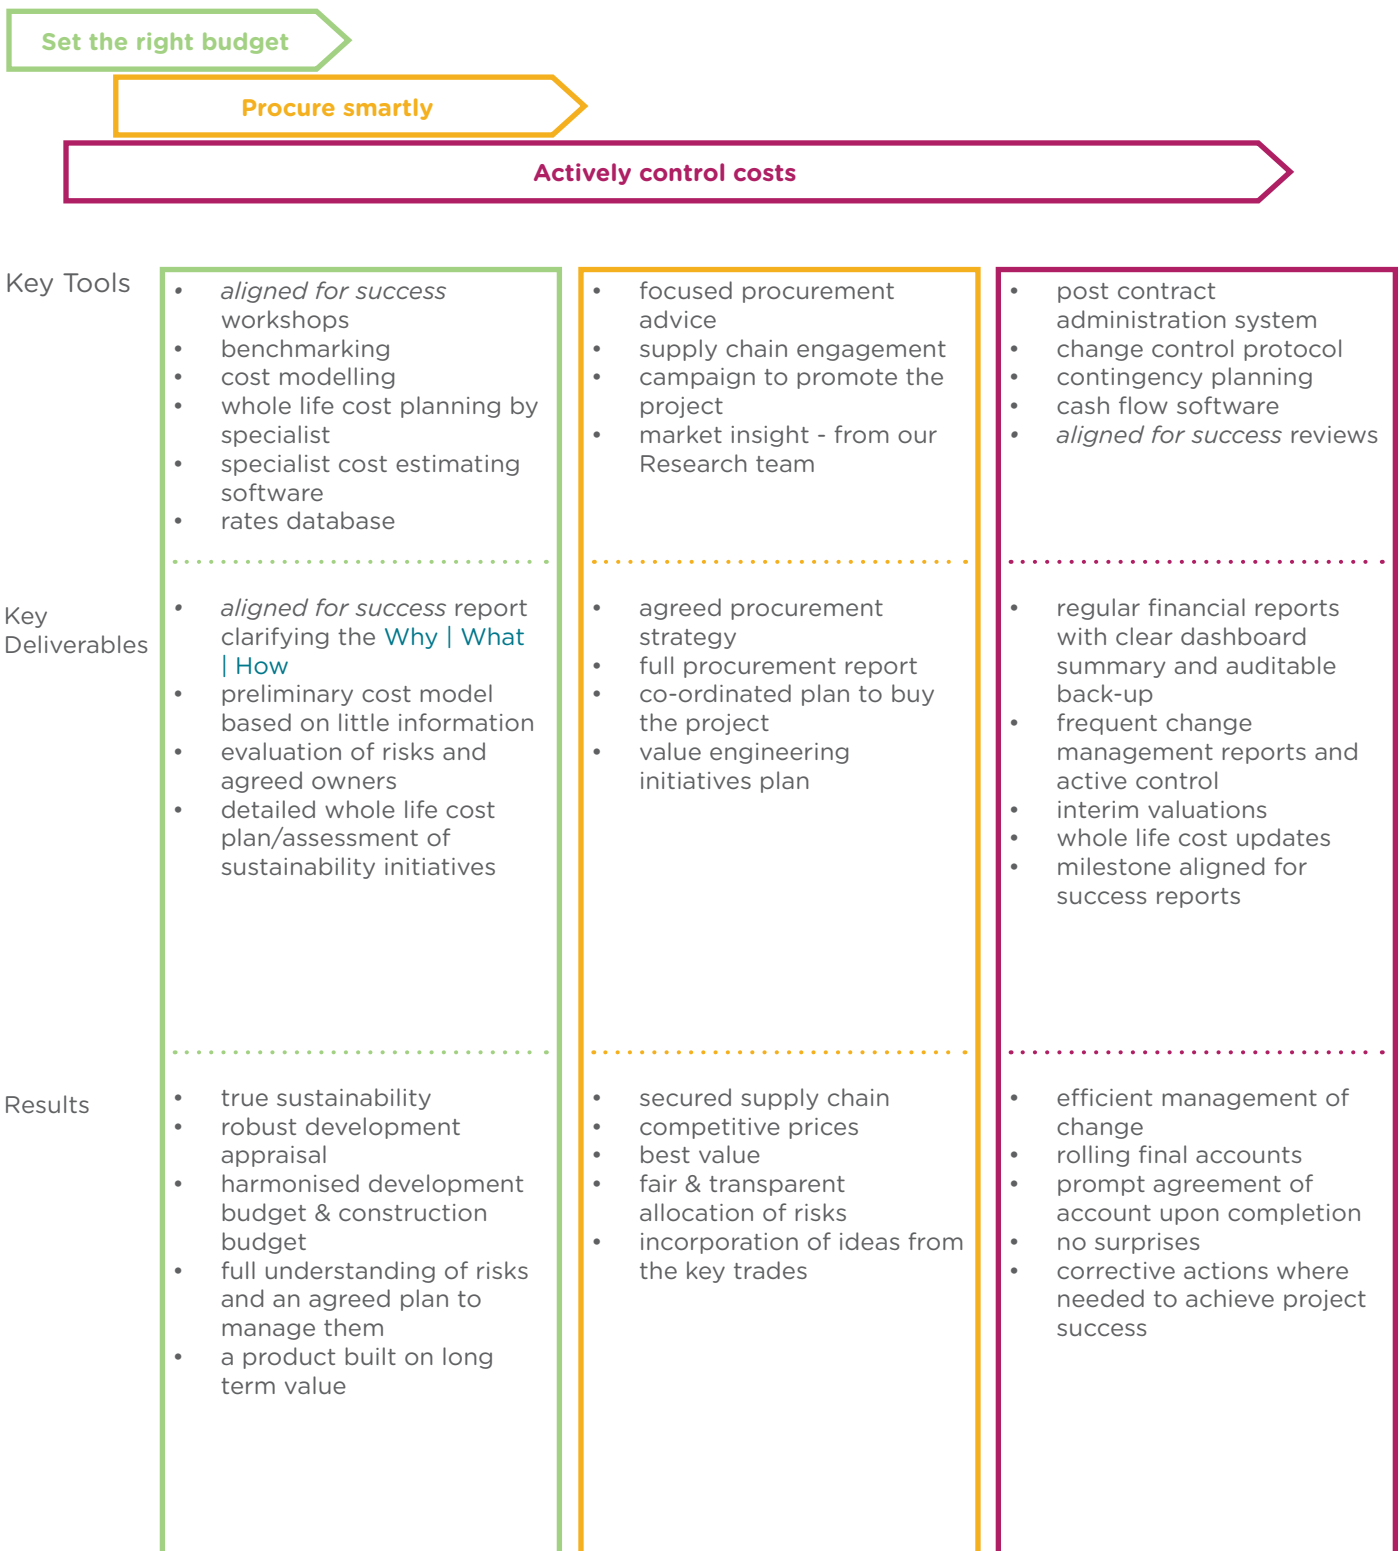 Set the right budget
Procure smartly
Actively control costs
Key Tools
• aligned for success
workshops
• benchmarking
• cost modelling
• whole life cost planning by
specialist
• specialist cost estimating
software
• rates database
• focused procurement
advice
• supply chain engagement
• campaign to promote the
project
• market insight - from our
Research team
• post contract
administration system
• change control protocol
• contingency planning
• cash flow software
• aligned for success reviews
Key
Deliverables
• aligned for success report
clarifying the Why | What
| How
• preliminary cost model
based on little information
• evaluation of risks and
agreed owners
• detailed whole life cost
plan/assessment of
sustainability initiatives
• agreed procurement
strategy
• full procurement report
• co-ordinated plan to buy
the project
• value engineering
initiatives plan
• regular financial reports
with clear dashboard
summary and auditable
back-up
• frequent change
management reports and
active control
• interim valuations
• whole life cost updates
• milestone aligned for
success reports
Results
• true sustainability
• robust development
appraisal
• harmonised development
budget & construction
budget
• full understanding of risks
and an agreed plan to
manage them
• a product built on long
term value
• secured supply chain
• competitive prices
• best value
• fair & transparent
allocation of risks
• incorporation of ideas from
the key trades
• efficient management of
change
• rolling final accounts
• prompt agreement of
account upon completion
• no surprises
• corrective actions where
needed to achieve project
success